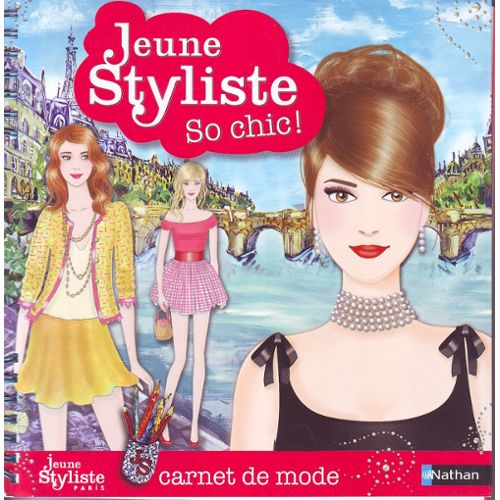 Jeune
Styliste
So chic!
jeune
Styliste
PARIS
carnet de mode
Nathan